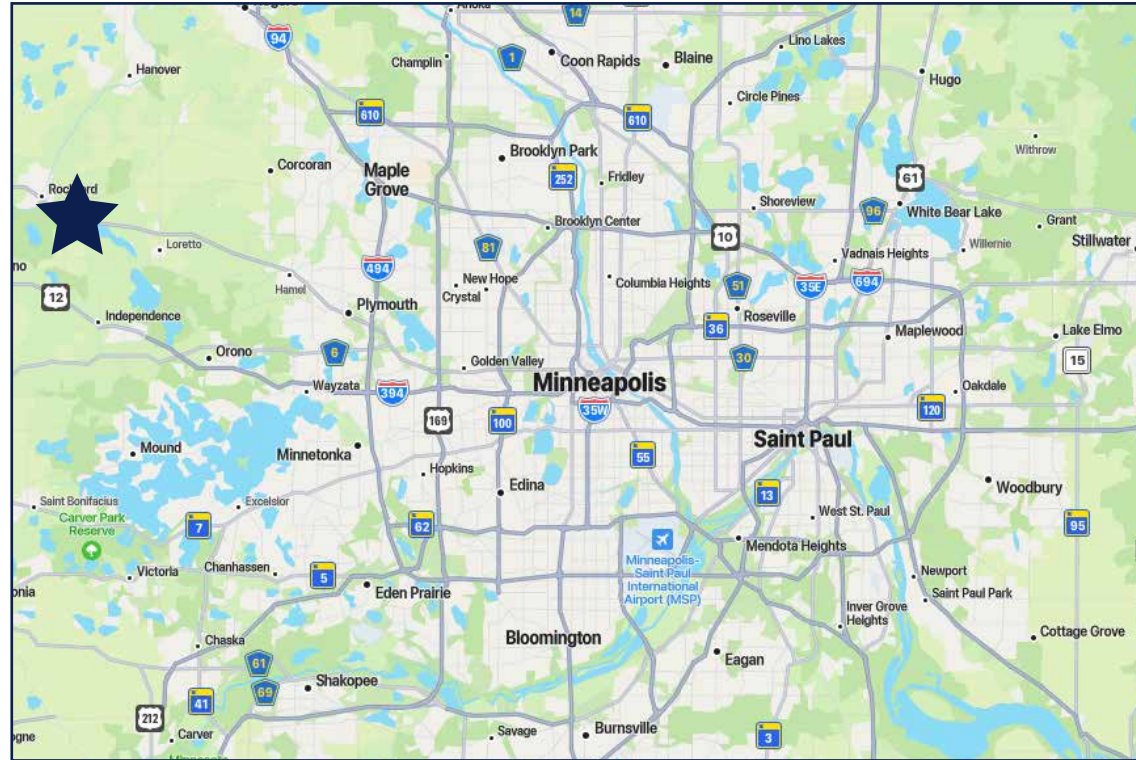 14
94
1
Coon Rapids
Blaine
Lino Lakes
Champlin
Hanover
Hugo
Circle Pines
610
610
Withrow
Corcoran
Maple
Grove
Brooklyn Park
252
Fridley
61
Shoreview
96
White Bear Lake
Grant
Brooklyn Center
10
Willernie
Stillwater
Loretto
81
Vadnais Heights
494
New Hope
Columbia Heights
51
35E
694
Hamel
Crystal
12
Plymouth
Roseville
Independence
36
Maplewood
Lake Elmo
6
Orono
Golden Valley
30
15
Wayzata
394
Minneapolis
Oakdale
35W
120
169
100
Saint Paul
Mound
Minnetonka
55
Hopkins
Edina
13
Woodbury
Saint Bonifacius
Excelsior
Carver Park
Reserve
7
62
West St. Paul
95
Mendota Heights
Minneapolis-
Saint Paul
International
Airport (MSP)
Victoria
Chanhassen
5
Eden Prairie
Newport
Saint Paul Park
Inver Grove
Heights
Chaska
Bloomington
Cottage Grove
61
Eagan
69
Shakopee
41
212
Carver
Savage
Burnsville
3